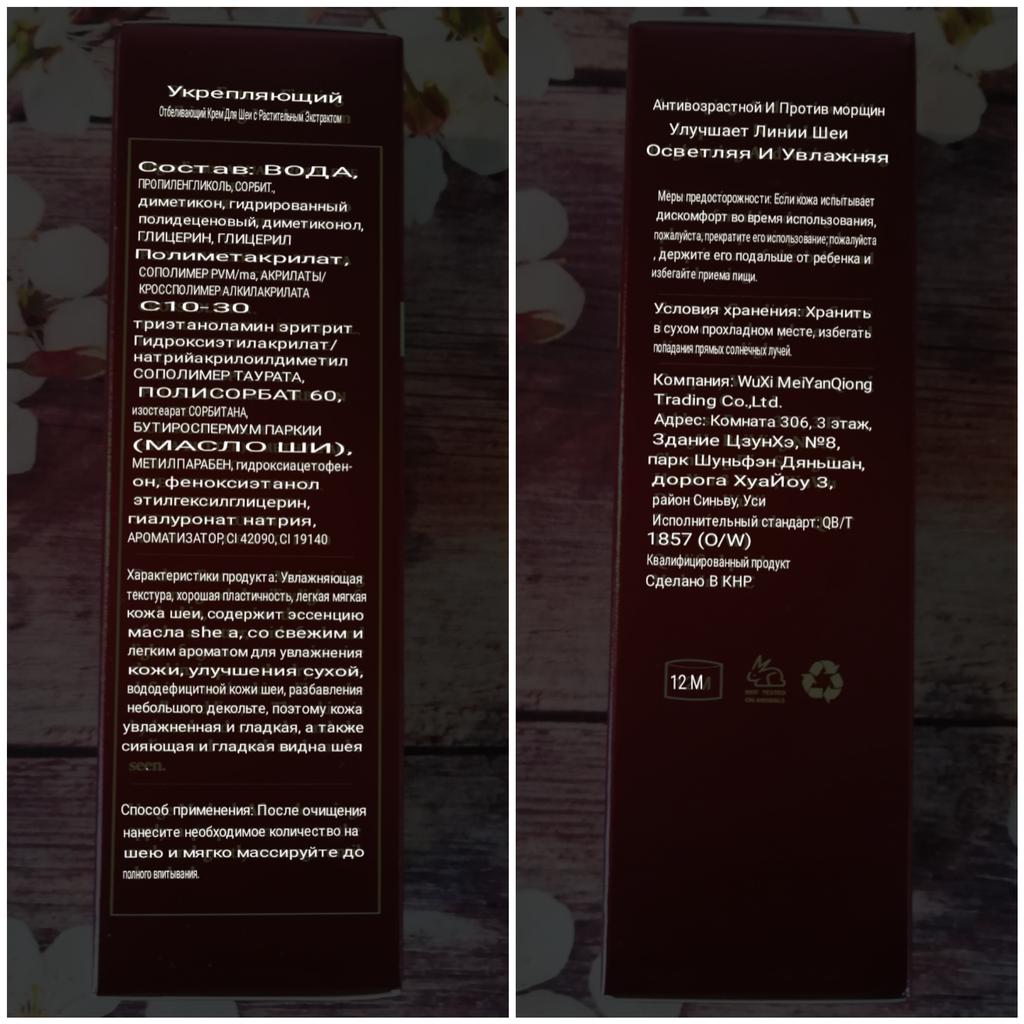 Укрепляющий
Отбеливающий Крем Для Шеи с Растительным Экстрактом
Состав: ВОДА,
ПРОПИЛЕНГЛИКОЛЬ, СОРБИТ.,
диметикон, гидрированный
полидеценовый, диметиконол,
ГЛИЦЕРИН, ГЛИЦЕРИЛ
Полиметакрилат,
СОПОЛИМЕР PVM/ma, АКРИЛАТЫ/
КРОССПОЛИМЕР АЛКИЛАКРИЛАТА
C10-30
триэтаноламин эритрит
Гидроксиэтилакрилат/
натрийакрилоилдиметил
СОПОЛИМЕР ТАУРАТА,
ПОЛИСОРБАТ 60,
изостеарат СОРБИТАНА,
БУТИРОСПЕРМУМ ПАРКИИ
(МАСЛО ШИ),
МЕТИЛПАРАБЕН, гидроксиацетофен-
он, феноксиэтанол
этилгексилглицерин,
гиалуронат натрия,
АРОМАТИЗАТОР, CI 42090, CI 19140
Характеристики продукта: Увлажняющая
текстура, хорошая пластичность, легкая мягкая
кожа шеи, содержит эссенцию
масла she a, со свежим и
легким ароматом для увлажнения
кожи, улучшения сухой,
вододефицитной кожи шеи, разбавления
небольшого декольте, поэтому кожа
увлажненная и гладкая, а также
сияющая и гладкая видна шея
seen.
Способ применения: После очищения
нанесите необходимое количество на
шею и мягко массируйте до
полного впитывания.
Антивозрастной И Против морщин
Улучшает Линии Шеи
Осветляя И Увлажняя
Меры предосторожности: Если кожа испытывает
дискомфорт во время использования,
пожалуйста, прекратите его использование; пожалуйста
, держите его подальше от ребенка и
избегайте приема пищи.
Условия хранения: Хранить
в сухом прохладном месте, избегать
попадания прямых солнечных лучей.
Компания: WuXi MeiYanQiong
Trading Co.,Ltd.
Адрес: Комната 306, 3 этаж,
Здание ЦзунХэ, №8,
парк Шуньфэн Дяньшан,
дорога ХуаЙоу 3,
район Синьву, Уси
Исполнительный стандарт: QB/T
1857 (O/W)
Квалифицированный продукт
Сделано В КНР
12 M
NOT TESTED
ON ANIMALS